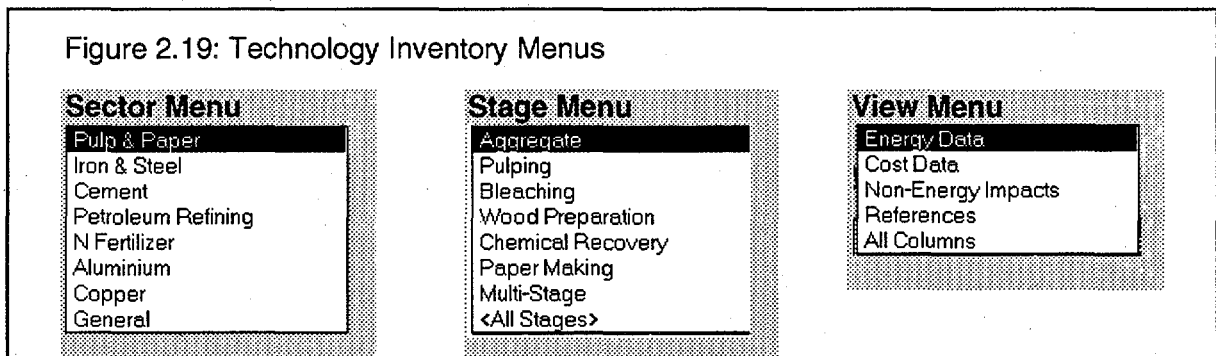 Figure 2.19: Technology Inventory Menus
Sector Menu
Pulp & Paper
Iron & Steel
Cement
Petroleum Refining
N Fertilizer
Aluminium
Copper
General
Stage Menu
Aggregate
Pulping
Bleaching
Wood Preparation
Chemical Recovery
Paper Making
Multi-Stage
<All Stages>
View Menu
Energy Data
Cost Data
Non-Energy Impacts
References
All Columns